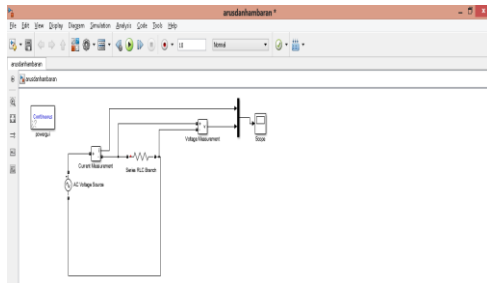 arusdanhambaran *
File Edit View Display Diagram Simulation Analysis Code Tools Help
10 Normal
arusdanhambaran
arusdanhambaran
Continuous
powergui
Current Measurement
Series RLC Branch
Voltage Measurement
Scope
AC Voltage Source